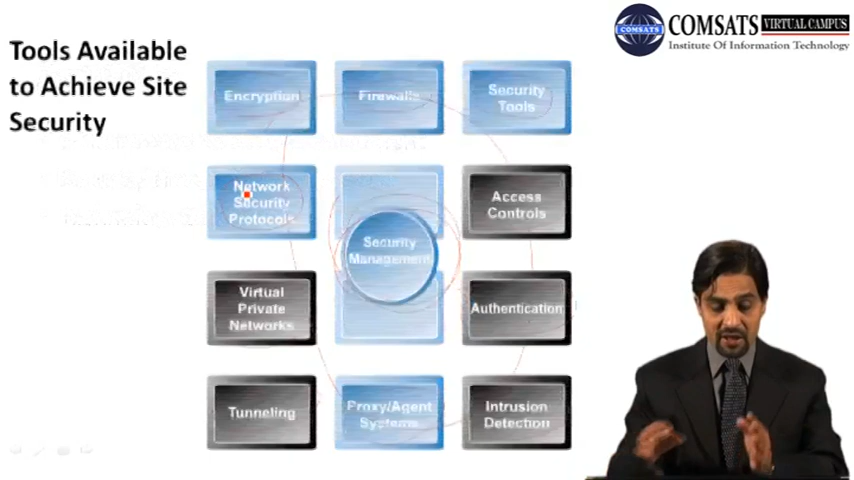 Tools Available
to Achieve Site
Security
COMSATS VIRTUAL CAMPUS
Institute Of Information Technology
COMSATS
Encryption
Firewalls
Security
Tools
Network
Security
Protocols
Access
Controls
Security
Management
Virtual
Private
Networks
Authentication
Tunneling
Proxy/Agent
Systems
Intrusion
Detection